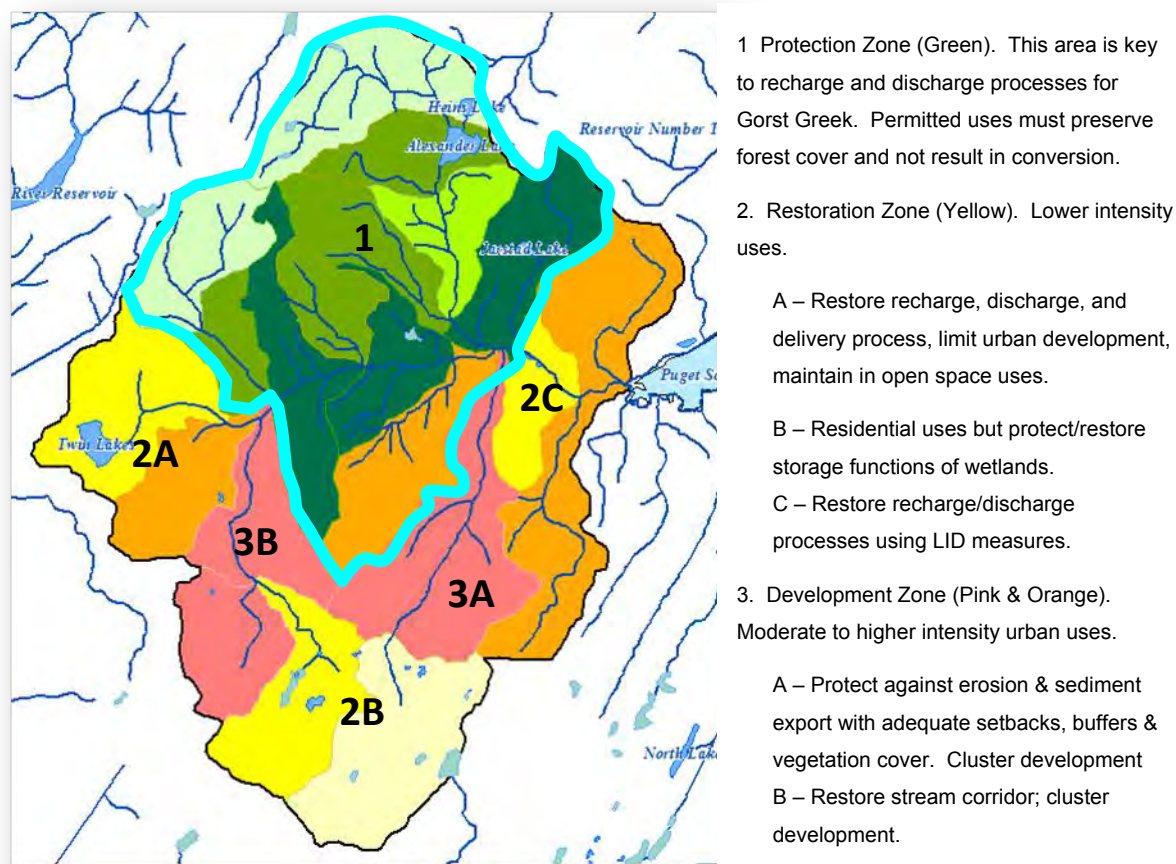 Heins Lake
Alexander Lake
Reservoir Number 1
River Reservoir
1
Jarstad Lake
2C
Puget So
Twin Lakes
2A
3B
3A
2B
North Lake
1 Protection Zone (Green). This area is key
to recharge and discharge processes for
Gorst Greek. Permitted uses must preserve
forest cover and not result in conversion.
2. Restoration Zone (Yellow). Lower intensity
uses.
A – Restore recharge, discharge, and
delivery process, limit urban development,
maintain in open space uses.
B – Residential uses but protect/restore
storage functions of wetlands.
C – Restore recharge/discharge
processes using LID measures.
3. Development Zone (Pink & Orange).
Moderate to higher intensity urban uses.
A – Protect against erosion & sediment
export with adequate setbacks, buffers &
vegetation cover. Cluster development
B – Restore stream corridor; cluster
development.